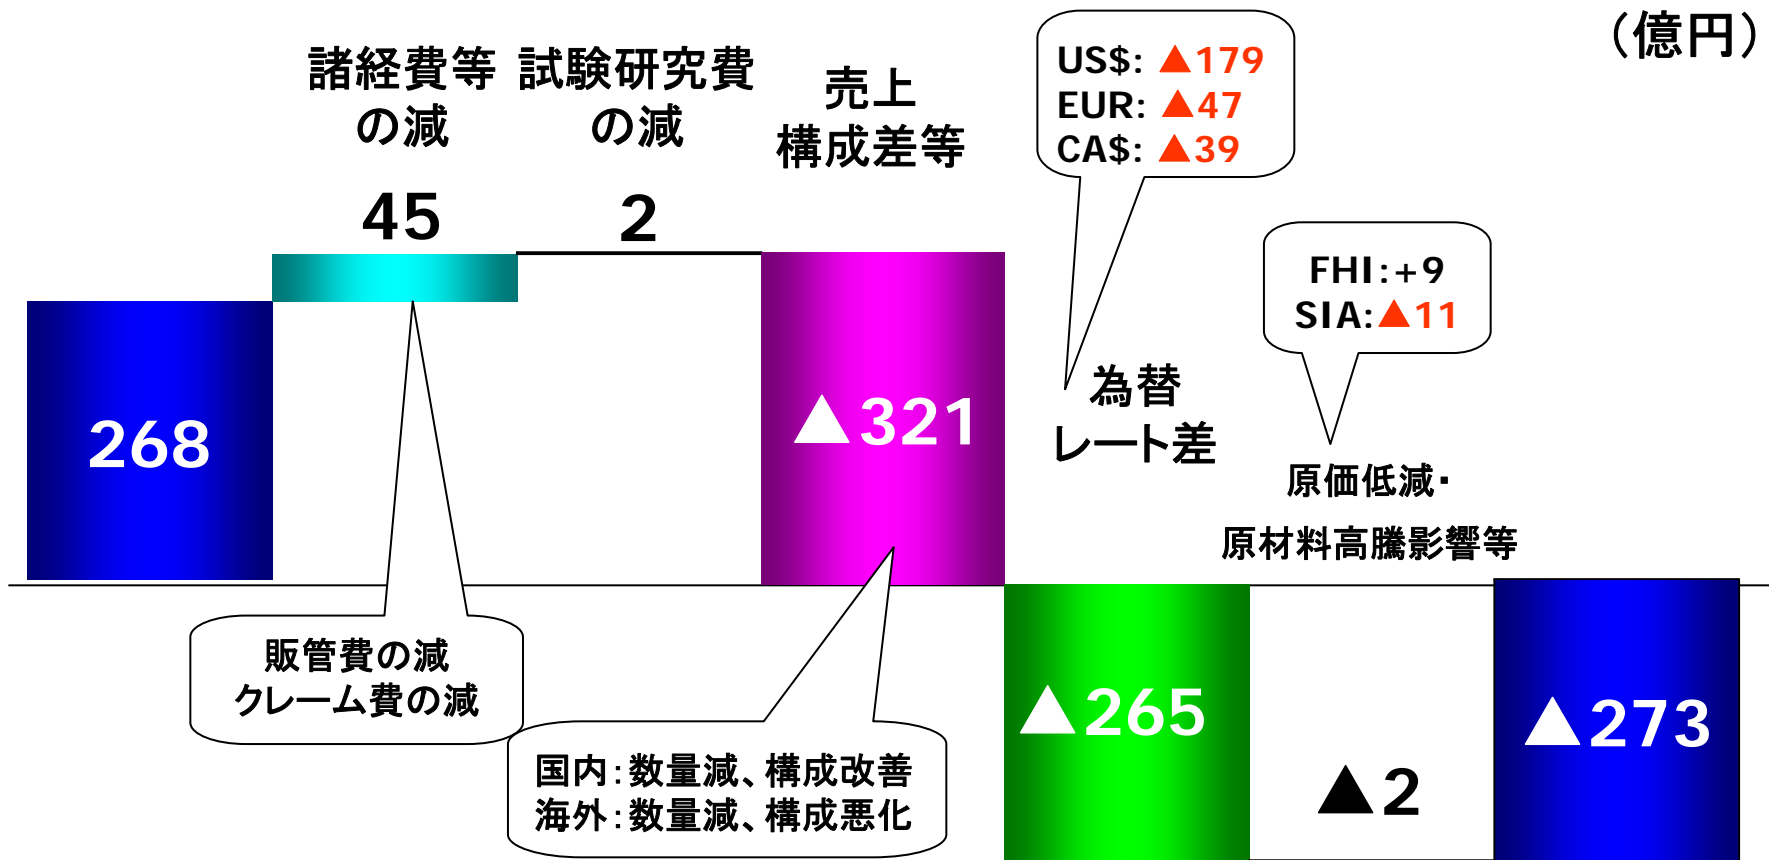 (億円)
諸経費等
の減
45
試験研究費
の減
2
売上
構成差等
US$: ▲179
EUR: ▲47
CA$: ▲39
FHI:+9
SIA:▲11
為替
レート差
原価低減・
原材料高騰影響等
268
▲321
販管費の減
クレーム費の減
国内:数量減、構成改善
海外:数量減、構成悪化
▲265
▲2
▲273